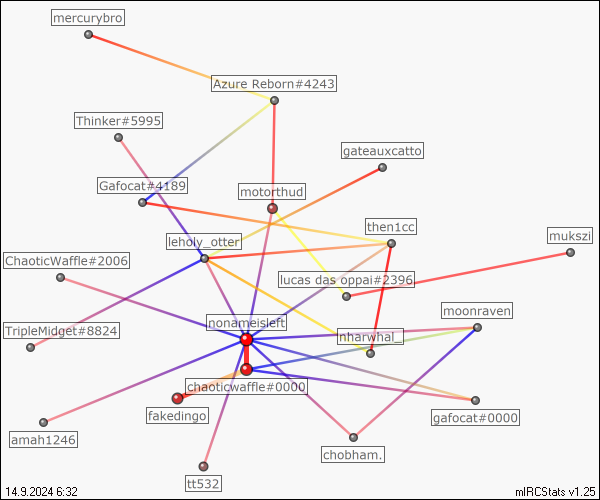 mercurybro
Azure Reborn#4243
Thinker#5995
gateauxcatto
Gafocat#4189
motorthud
then1cc
leholy_otter
mukszi
ChaoticWaffle#2006
lucas das oppai#2396
moonraven
nonameisleft
TripleMidget#8824
nharwhal_
chaoticwaffle#0000
fakedingo
gafocat#0000
amah1246
chobham.
tt532
14.9.2024 6:32
mIRCStats v1.25